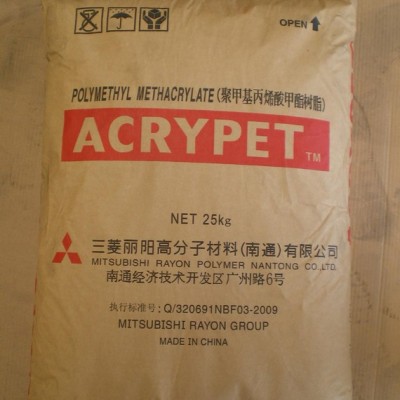 OPEN
POLYMETHYL METHACRYLATE(聚甲基丙烯酸甲酯树脂)
ACRYPET TM
NET 25kg
三菱丽阳高分子材料(南通)有限公司
MITSUBISHI RAYON POLYMER NANTONG CO.LTD.
南通经济技术开发区广州路6号
执行标准号:Q/320691NBF03-2009
MITSUBISHI RAYON GROUP
MADE IN CHINA